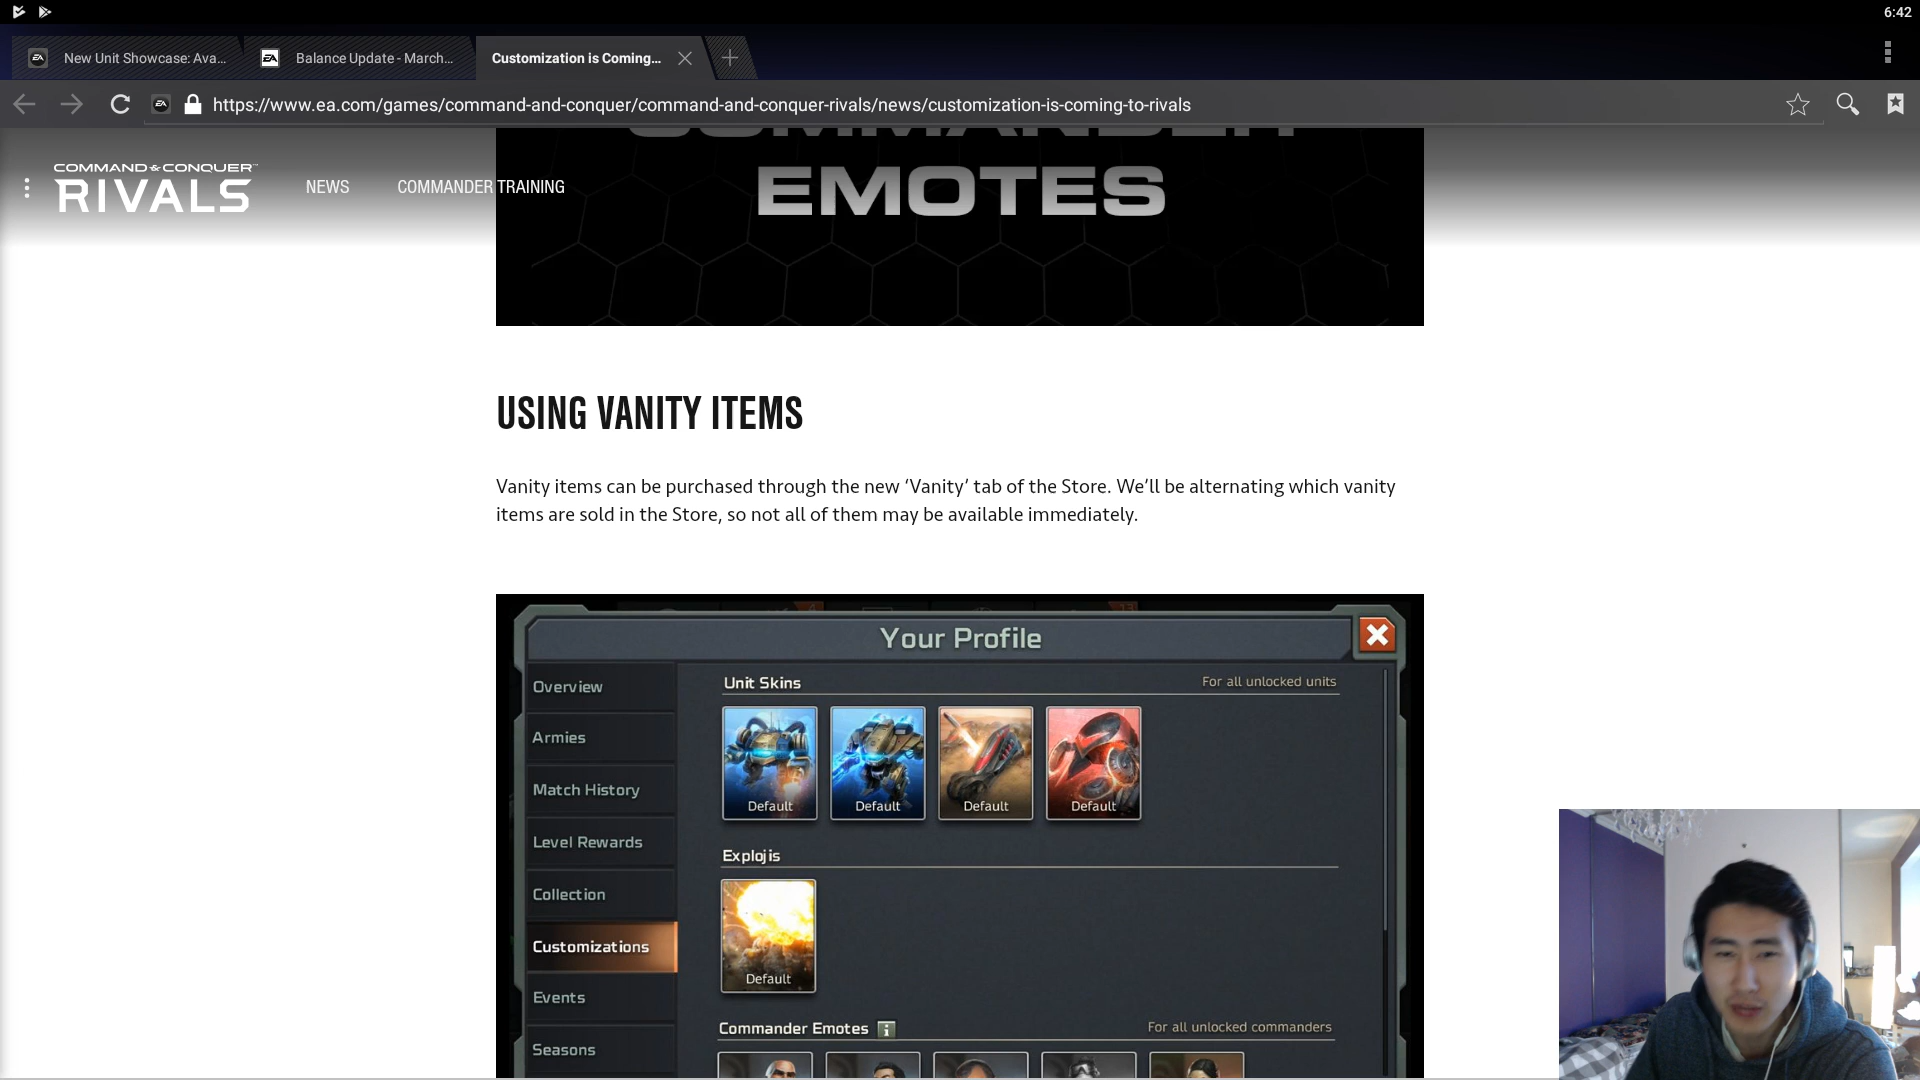 6:42
New Unit Showcase: Ava...
Balance Update - March...
Customization is Coming...
https://www.ea.com/games/command-and-conquer/command-and-conquer-rivals/news/customization-is-coming-to-rivals
COMMANDER
EMOTES
COMMAND & CONQUER
RIVALS
NEWS
COMMANDER TRAINING
USING VANITY ITEMS
Vanity items can be purchased through the new ‘Vanity’ tab of the Store. We’ll be alternating which vanity
items are sold in the Store, so not all of them may be available immediately.
Your Profile
Overview
Armies
Match History
Level Rewards
Collection
Customizations
Events
Seasons
Unit Skins
For all unlocked units
Default
Default
Default
Default
Explojis
Default
Commander Emotes
For all unlocked commanders